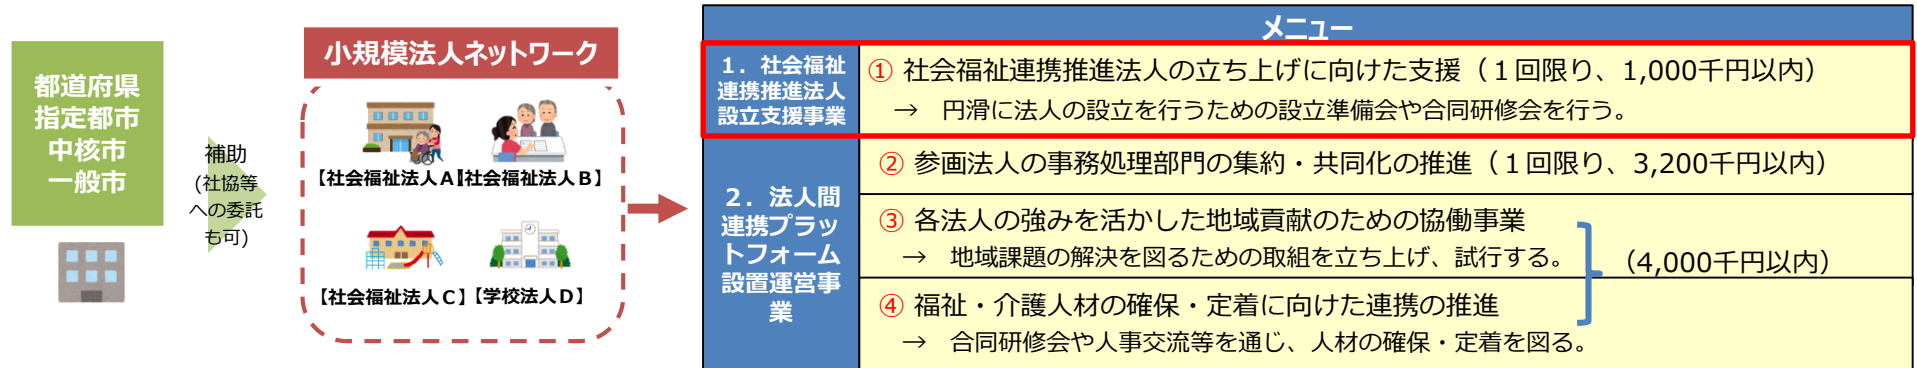 都道府県
指定都市
中核市
一般市
補助
(社協等
への委託
も可)
小規模法人ネットワーク
【社会福祉法人A】
【社会福祉法人B】
【社会福祉法人C】
【学校法人D】
メニュー
１．社会福祉
連携推進法人
設立支援事業
① 社会福祉連携推進法人の立ち上げに向けた支援（１回限り、1,000千円以内）
→ 円滑に法人の設立を行うための設立準備会や合同研修会を行う。
２．法人間
連携プラッ
トフォーム
設置運営事
業
② 参画法人の事務処理部門の集約・共同化の推進（１回限り、3,200千円以内）
③ 各法人の強みを活かした地域貢献のための協働事業
→ 地域課題の解決を図るための取組を立ち上げ、試行する。
（4,000千円以内）
④ 福祉・介護人材の確保・定着に向けた連携の推進
→ 合同研修会や人事交流等を通じ、人材の確保・定着を図る。